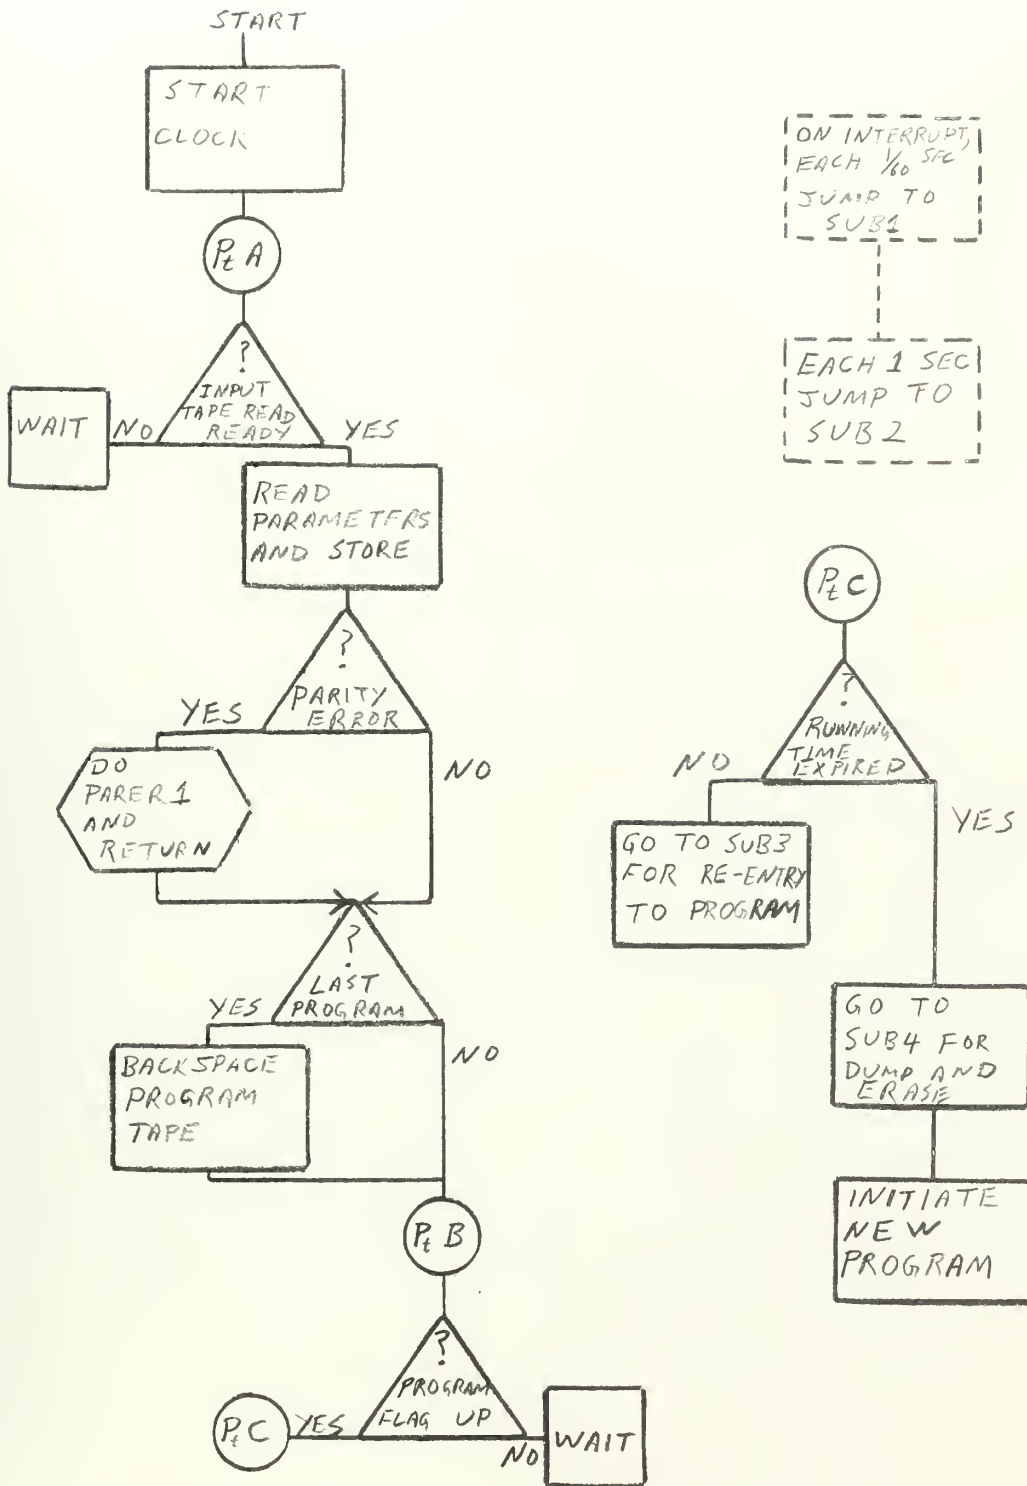 START
START
CLOCK
Pt A
?
INPUT
TAPE READ
READY
NO
YES
WAIT
READ
PARAMETERS
AND STORE
?
PARITY
ERROR
YES
NO
DO
PARER1
AND
RETURN
?
LAST
PROGRAM
YES
NO
BACKSPACE
PROGRAM
TAPE
Pt B
?
PROGRAM
FLAG UP
YES
NO
Pt C
WAIT
ON INTERRUPT,
EACH 1/60 SEC
JUMP TO
SUB1
EACH 1 SEC
JUMP TO
SUB2
Pt C
?
RUNNING
TIME
EXPIRED
NO
YES
GO TO SUB3
FOR RE-ENTRY
TO PROGRAM
GO TO
SUB4 FOR
DUMP AND
ERASE
INITIATE
NEW
PROGRAM